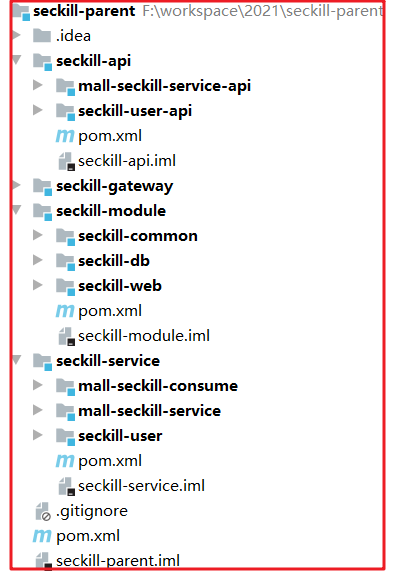 seckill-parent F:\workspace\2021\seckill-parent
.idea
seckill-api
mall-seckill-service-api
seckill-user-api
pom.xml
seckill-api.iml
seckill-gateway
seckill-module
seckill-common
seckill-db
seckill-web
pom.xml
seckill-module.iml
seckill-service
mall-seckill-consume
mall-seckill-service
seckill-user
pom.xml
seckill-service.iml
.gitignore
pom.xml
seckill-parent.iml